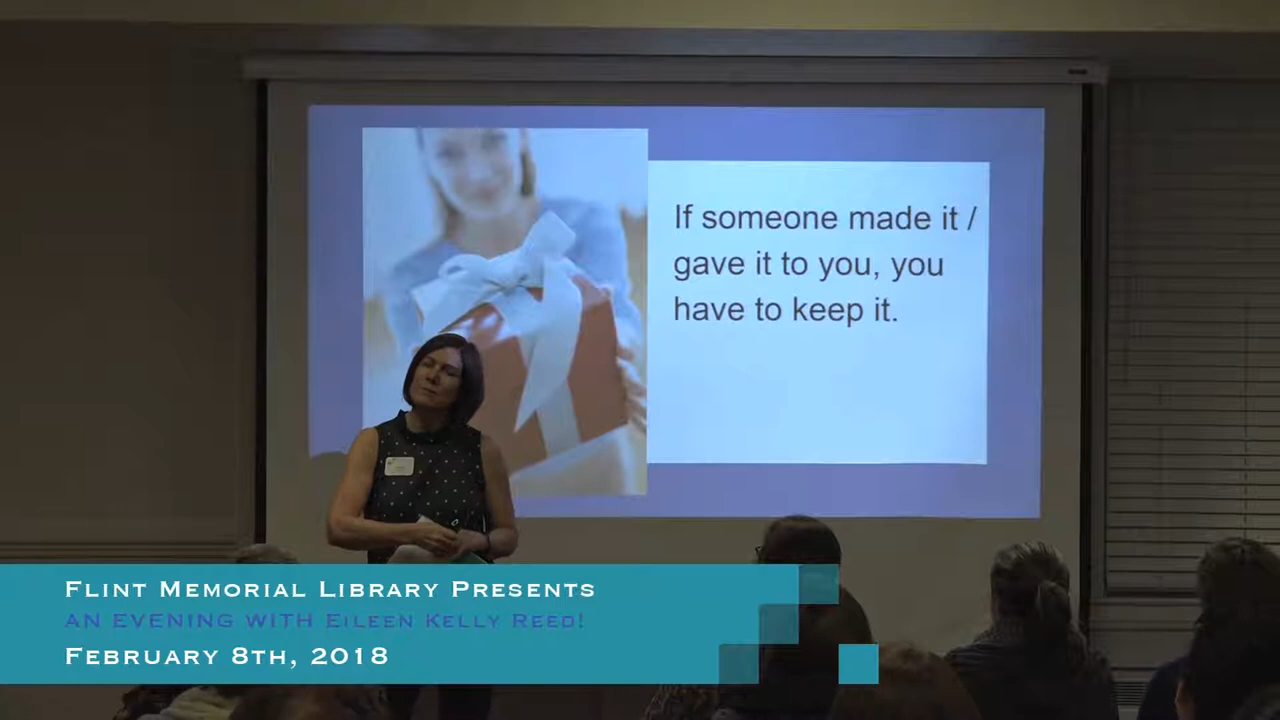 If someone made it /
gave it to you, you
have to keep it.
Flint Memorial Library Presents
AN EVENING WITH Eileen Kelly Reed!
February 8th, 2018